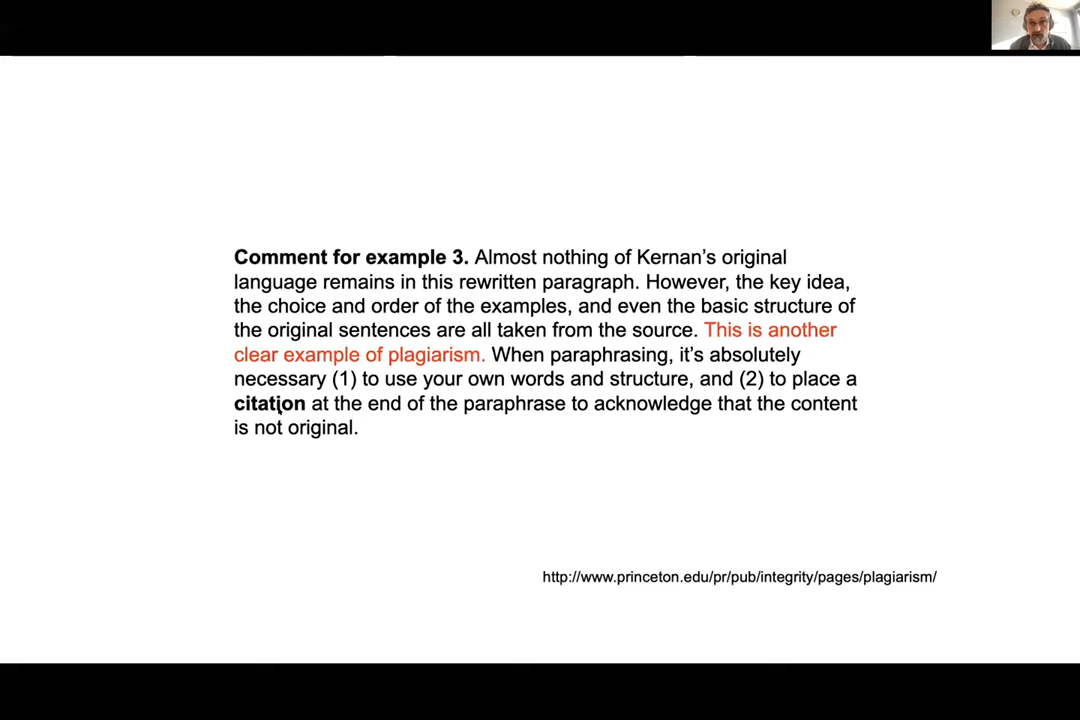 Comment for example 3. Almost nothing of Kernan’s original
language remains in this rewritten paragraph. However, the key idea,
the choice and order of the examples, and even the basic structure of
the original sentences are all taken from the source. This is another
clear example of plagiarism. When paraphrasing, it’s absolutely
necessary (1) to use your own words and structure, and (2) to place a
citation at the end of the paraphrase to acknowledge that the content
is not original.
http://www.princeton.edu/pr/pub/integrity/pages/plagiarism/